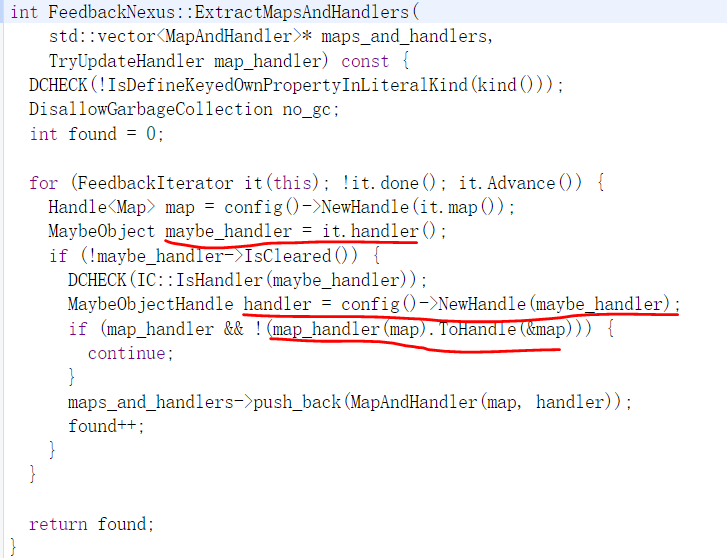 int FeedbackNexus::ExtractMapsAndHandlers(
    std::vector<MapAndHandler>* maps_and_handlers,
    TryUpdateHandler map_handler) const {
  DCHECK(!IsDefineKeyedOwnPropertyInLiteralKind(kind()));
  DisallowGarbageCollection no_gc;
  int found = 0;

  for (FeedbackIterator it(this); !it.done(); it.Advance()) {
    Handle<Map> map = config()->NewHandle(it.map());
    MaybeObject maybe_handler = it.handler();
    if (!maybe_handler->IsCleared()) {
      DCHECK(IC::IsHandler(maybe_handler));
      MaybeObjectHandle handler = config()->NewHandle(maybe_handler);
      if (map_handler && !(map_handler(map).ToHandle(&map))) {
        continue;
      }
      maps_and_handlers->push_back(MapAndHandler(map, handler));
      found++;
    }
  }

  return found;
}